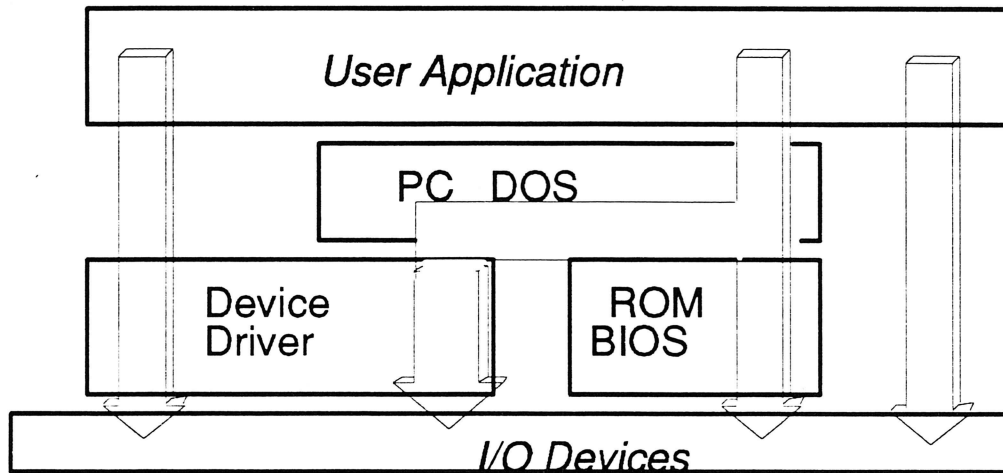 User Application
PC DOS
Device
Driver
ROM
BIOS
I/O Devices